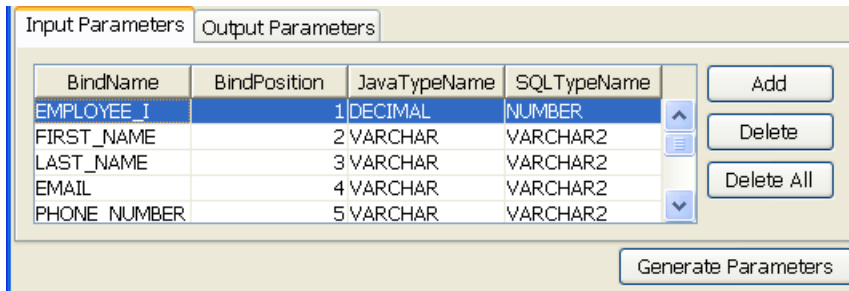 Input Parameters Output Parameters
BindName BindPosition JavaTypeName SQLTypeName Add
EMPLOYEE_I 1 DECIMAL NUMBER
FIRST_NAME 2 VARCHAR VARCHAR2 Delete
LAST_NAME 3 VARCHAR VARCHAR2
EMAIL 4 VARCHAR VARCHAR2 Delete All
PHONE_NUMBER 5 VARCHAR VARCHAR2
Generate Parameters